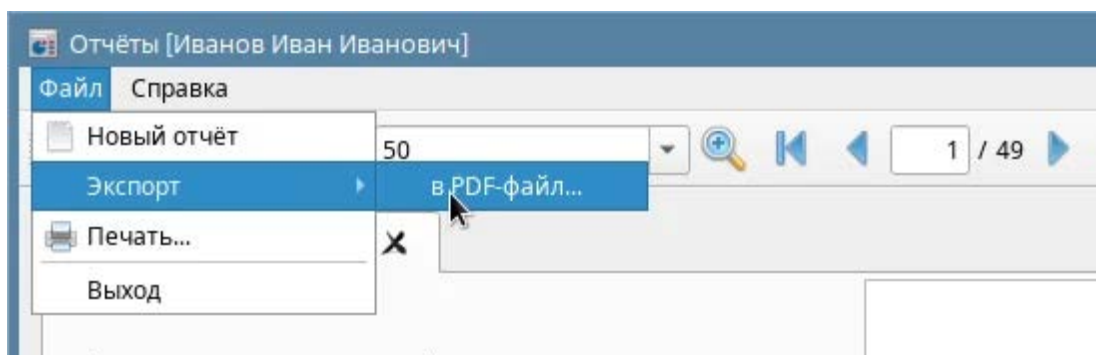 Отчёты [Иванов Иван Иванович]
Файл Справка
Новый отчёт
50
1 / 49
Экспорт
в PDF-файл...
Печать...
Выход